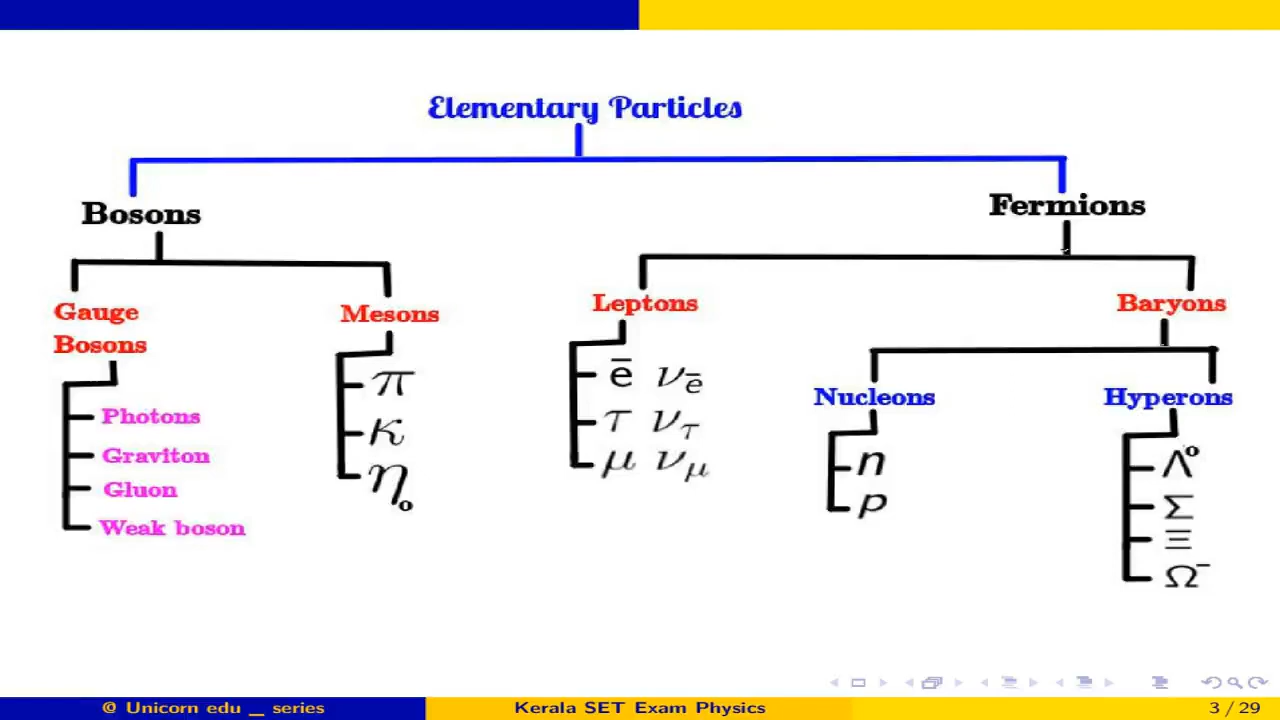 Elementary Particles
Bosons
Fermions
Gauge
Bosons
Mesons
Leptons
Baryons
Photons
Graviton
Gluon
Weak boson
π
κ
η₀
ē ν_ē
τ ν_τ
μ ν_μ
Nucleons
Hyperons
n
p
Λ⁰
Σ
Ξ
Ω⁻
@ Unicorn edu _ series
Kerala SET Exam Physics
3 / 29